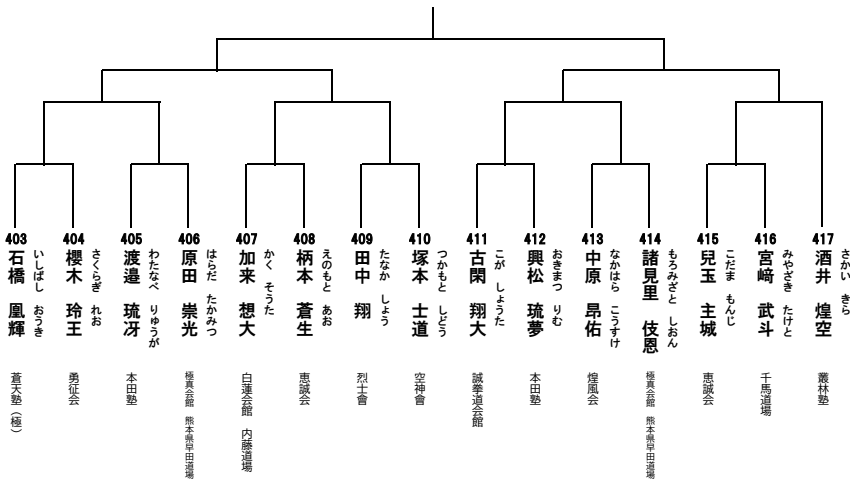 403
いしばし おうき
石橋 凰輝
蒼天塾（極）
404
さくらぎ れお
櫻木 玲王
勇征会
405
わたなべ りゅうが
渡邉 琉冴
本田塾
406
はらだ たかみつ
原田 崇光
極真会館 熊本県早田道場
407
かく そうた
加来 想大
白蓮会館 内藤道場
408
えのもと あお
柄本 蒼生
恵誠会
409
たなか しょう
田中 翔
烈士會
410
つかもと しどう
塚本 士道
空神會
411
こが しょうた
古閑 翔大
誠拳道会館
412
おきまつ りむ
興松 琉夢
本田塾
413
なかはら こうすけ
中原 昂佑
煌風会
414
もろみざと しおん
諸見里 伎恩
極真会館 熊本県早田道場
415
こだま もんじ
兒玉 主城
恵誠会
416
みやざき たけと
宮﨑 武斗
千馬道場
417
さかい きら
酒井 煌空
叢林塾